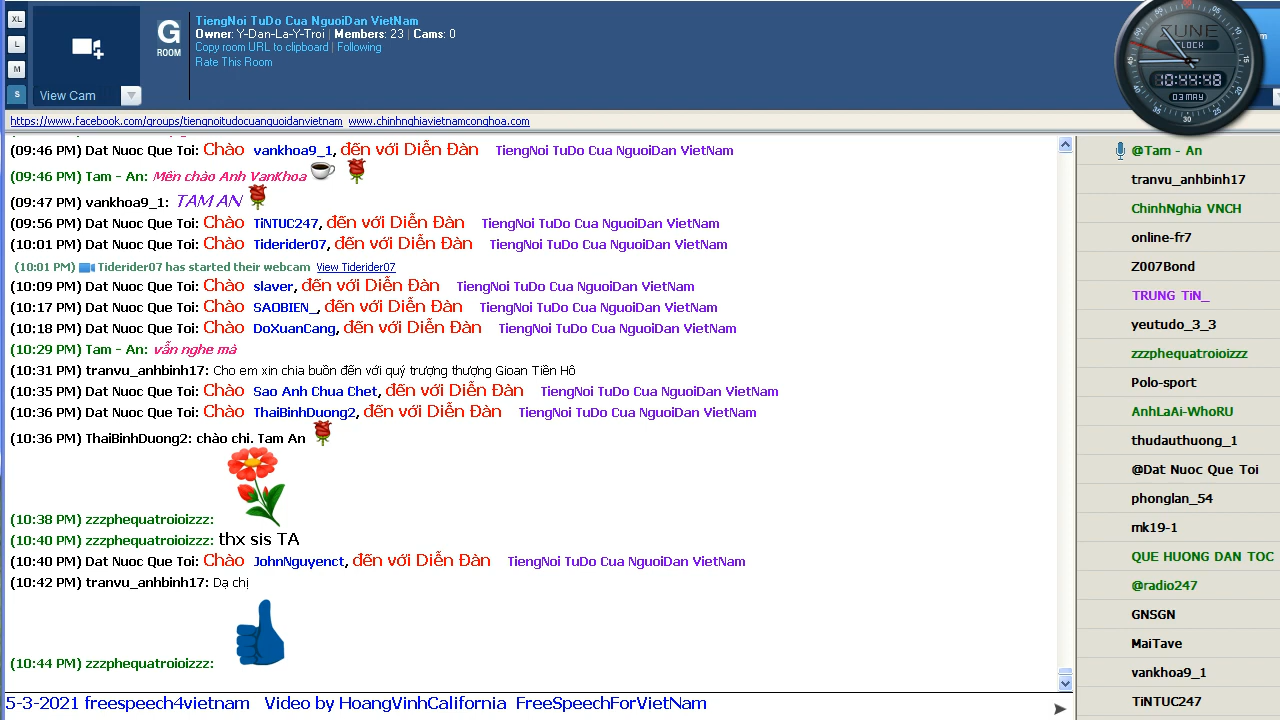 XL
L
M
S
View Cam
G
ROOM
TiengNoi TuDo Cua NguoiDan VietNam
Owner: Y-Dan-La-Y-Troi | Members: 23 | Cams: 0
Copy room URL to clipboard | Following
Rate This Room
ZUNE
CLOCK
10:44:48
03 MAY
https://www.facebook.com/groups/tiengnoitudocuanguoidanvietnam www.chinhnghiavietnamconghoa.com
(09:46 PM) Dat Nuoc Que Toi: Chào vankhoa9_1, đến với Diễn Đàn TiengNoi TuDo Cua NguoiDan VietNam
(09:46 PM) Tam - An: Mến chào Anh VanKhoa
(09:47 PM) vankhoa9_1: TAM AN
(09:56 PM) Dat Nuoc Que Toi: Chào TiNTUC247, đến với Diễn Đàn TiengNoi TuDo Cua NguoiDan VietNam
(10:01 PM) Dat Nuoc Que Toi: Chào Tiderider07, đến với Diễn Đàn TiengNoi TuDo Cua NguoiDan VietNam
(10:01 PM) Tiderider07 has started their webcam View Tiderider07
(10:09 PM) Dat Nuoc Que Toi: Chào slaver, đến với Diễn Đàn TiengNoi TuDo Cua NguoiDan VietNam
(10:17 PM) Dat Nuoc Que Toi: Chào SAOBIEN_, đến với Diễn Đàn TiengNoi TuDo Cua NguoiDan VietNam
(10:18 PM) Dat Nuoc Que Toi: Chào DoXuanCang, đến với Diễn Đàn TiengNoi TuDo Cua NguoiDan VietNam
(10:29 PM) Tam - An: vẫn nghe mà
(10:31 PM) tranvu_anhbinh17: Cho em xin chia buồn đến với quý trượng thượng Gioan Tiền Hô
(10:35 PM) Dat Nuoc Que Toi: Chào Sao Anh Chua Chet, đến với Diễn Đàn TiengNoi TuDo Cua NguoiDan VietNam
(10:36 PM) Dat Nuoc Que Toi: Chào ThaiBinhDuong2, đến với Diễn Đàn TiengNoi TuDo Cua NguoiDan VietNam
(10:36 PM) ThaiBinhDuong2: chào chi. Tam An
(10:38 PM) zzzphequatroioizzz:
(10:40 PM) zzzphequatroioizzz: thx sis TA
(10:40 PM) Dat Nuoc Que Toi: Chào JohnNguyenct, đến với Diễn Đàn TiengNoi TuDo Cua NguoiDan VietNam
(10:42 PM) tranvu_anhbinh17: Dạ chị
(10:44 PM) zzzphequatroioizzz:
@Tam - An
tranvu_anhbinh17
ChinhNghia VNCH
online-fr7
Z007Bond
TRUNG TiN_
yeutudo_3_3
zzzphequatroioizzz
Polo-sport
AnhLaAi-WhoRU
thudauthuong_1
@Dat Nuoc Que Toi
phonglan_54
mk19-1
QUE HUONG DAN TOC
@radio247
GNSGN
MaiTave
vankhoa9_1
TiNTUC247
5-3-2021 freespeech4vietnam Video by HoangVinhCalifornia FreeSpeechForVietNam